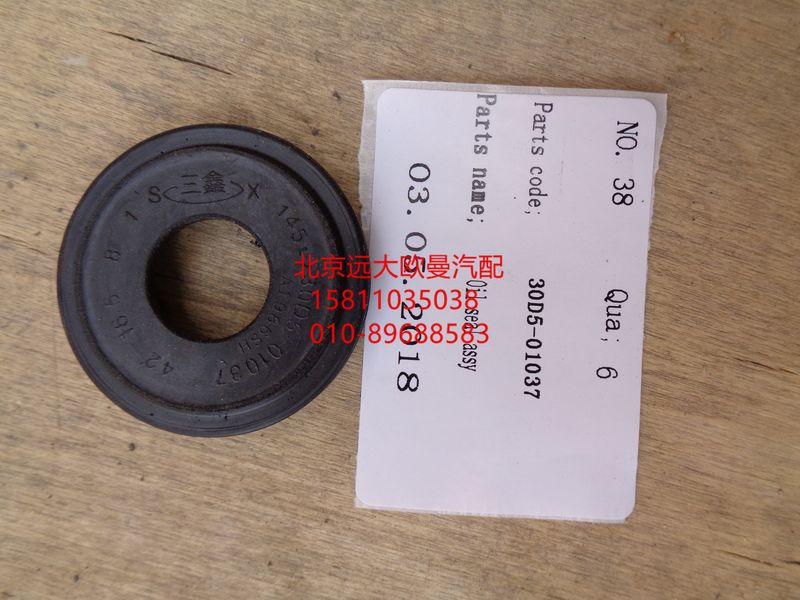 NO. 38 Qua; 6
Parts code; 30D5-01037
Parts name; Oil seal assy
03.05.2018
S 三鑫 X
01037
北京远大欧曼汽配
15811035038
010-89688583